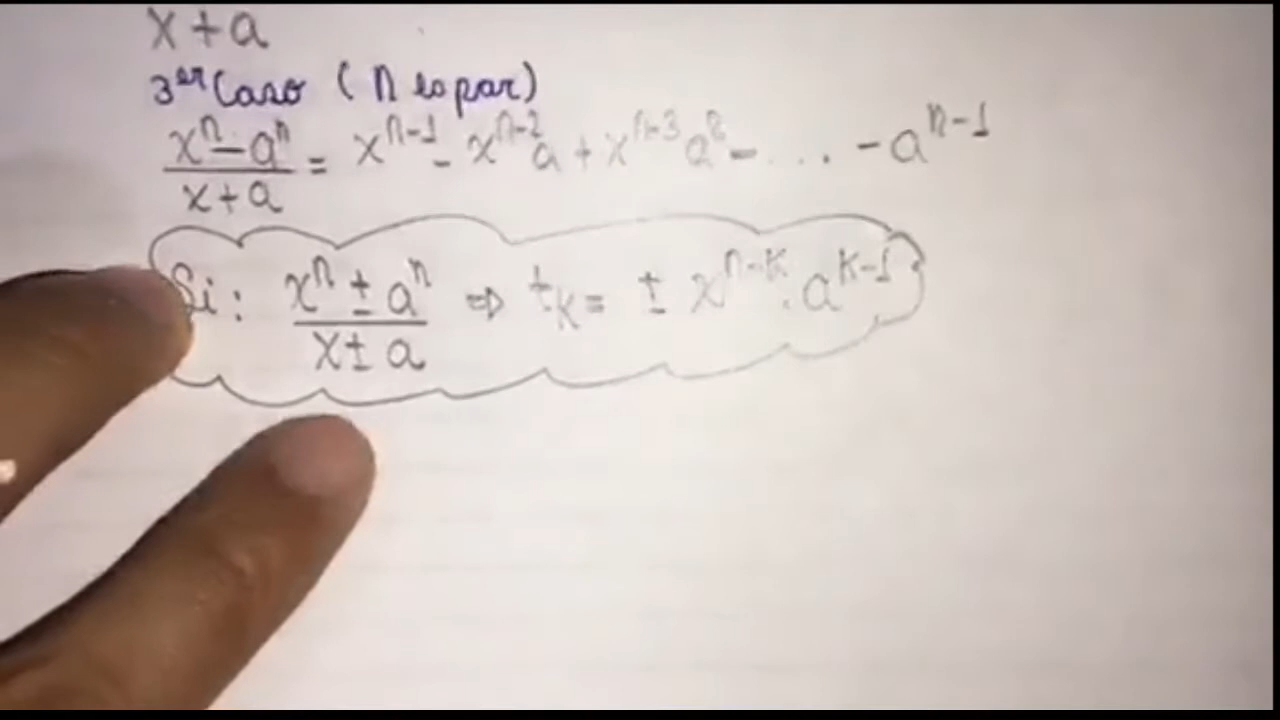 x+a
3er Caso (n es par)
xⁿ-aⁿ/x+a = xⁿ⁻¹ - xⁿ⁻²a + xⁿ⁻³a² - .... - aⁿ⁻¹
Si: xⁿ±aⁿ/x±a ⇒ tₖ = ± xⁿ⁻ᵏ.aᵏ⁻¹